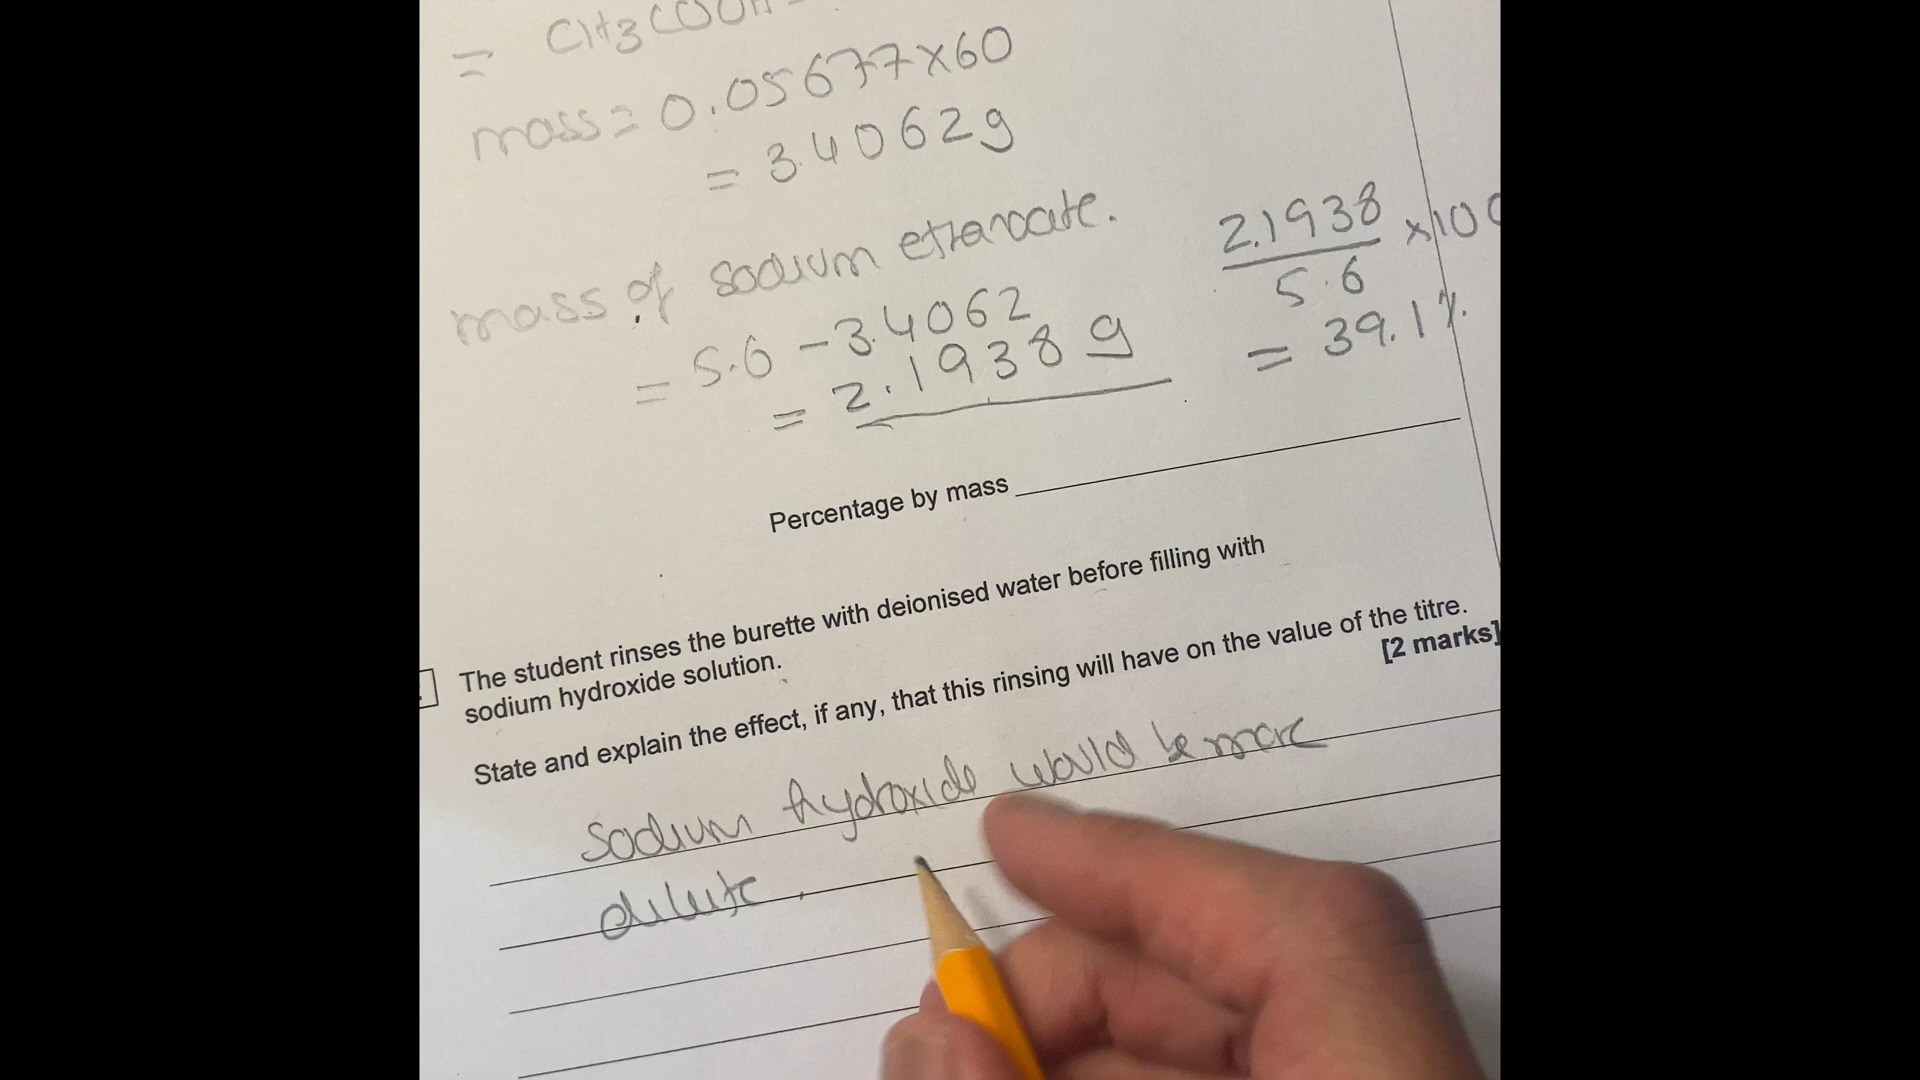 = CH3COOH
mass = 0.05677x60
= 3.4062g
mass of sodium ethanoate.
= 5.6 - 3.4062
= 2.1938 g
2.1938 x100
5.6
= 39.1%
Percentage by mass
The student rinses the burette with deionised water before filling with
sodium hydroxide solution.
State and explain the effect, if any, that this rinsing will have on the value of the titre.
[2 marks]
Sodium hydroxide would be more
dilute.